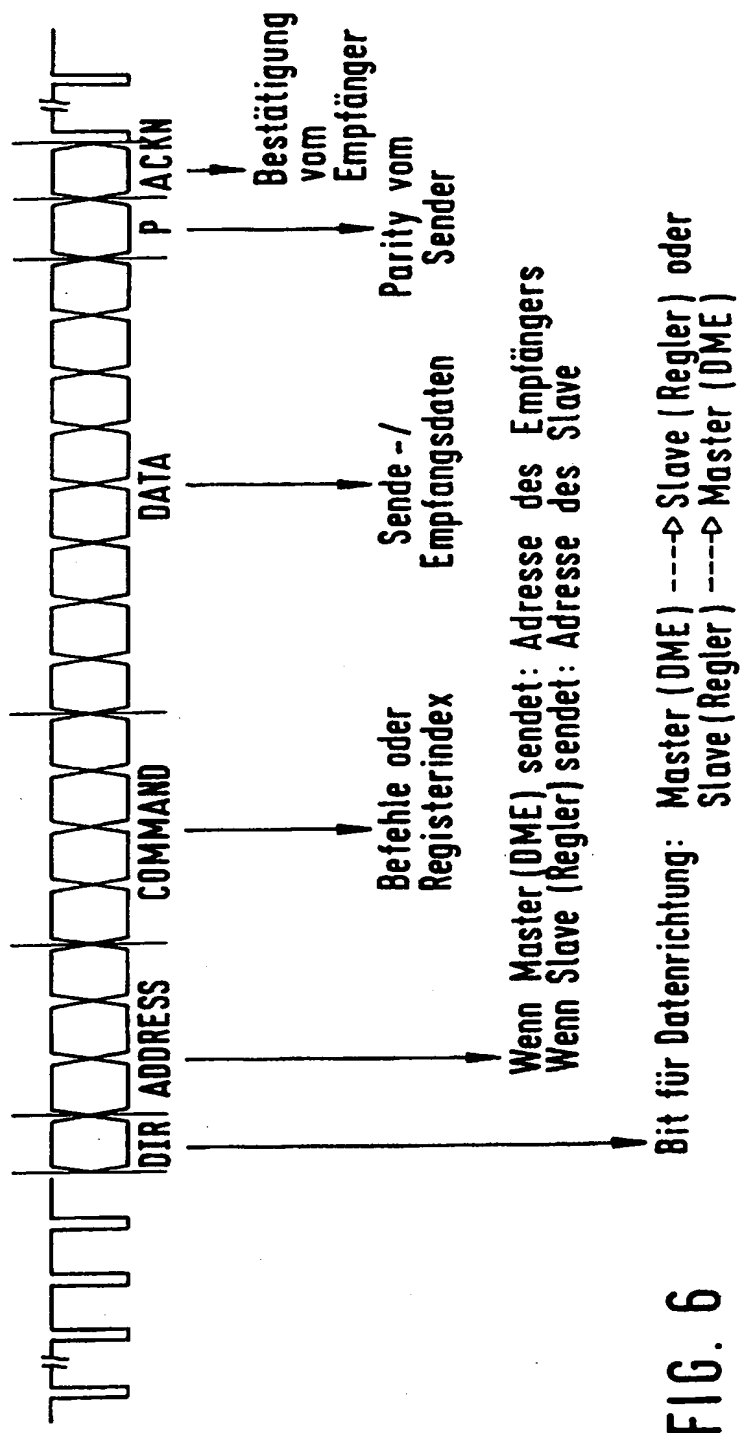 DIR ADDRESS COMMAND DATA P ACKN
Bestätigung
vom
Empfänger
Parity vom
Sender
Sende-/
Empfangsdaten
Befehle oder
Registerindex
Wenn Master (DME) sendet: Adresse des Empfängers
Wenn Slave (Regler) sendet: Adresse des Slave
Bit für Datenrichtung: Master (DME) ----▷ Slave (Regler) oder
Slave (Regler) ----▷ Master (DME)
FIG. 6